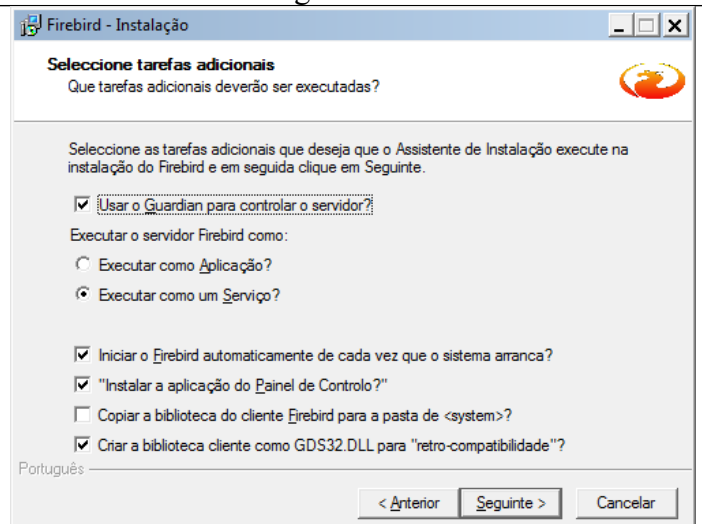 Firebird - Instalação
Seleccione tarefas adicionais
Que tarefas adicionais deverão ser executadas?
Seleccione as tarefas adicionais que deseja que o Assistente de Instalação execute na
instalação do Firebird e em seguida clique em Seguinte.
Usar o Guardian para controlar o servidor?
Executar o servidor Firebird como:
Executar como Aplicação?
Executar como um Serviço?
Iniciar o Firebird automaticamente de cada vez que o sistema arranca?
"Instalar a aplicação do Painel de Controlo?"
Copiar a biblioteca do cliente Firebird para a pasta de <system>?
Criar a biblioteca cliente como GDS32.DLL para "retro-compatibilidade"?
Português
< Anterior Seguinte > Cancelar